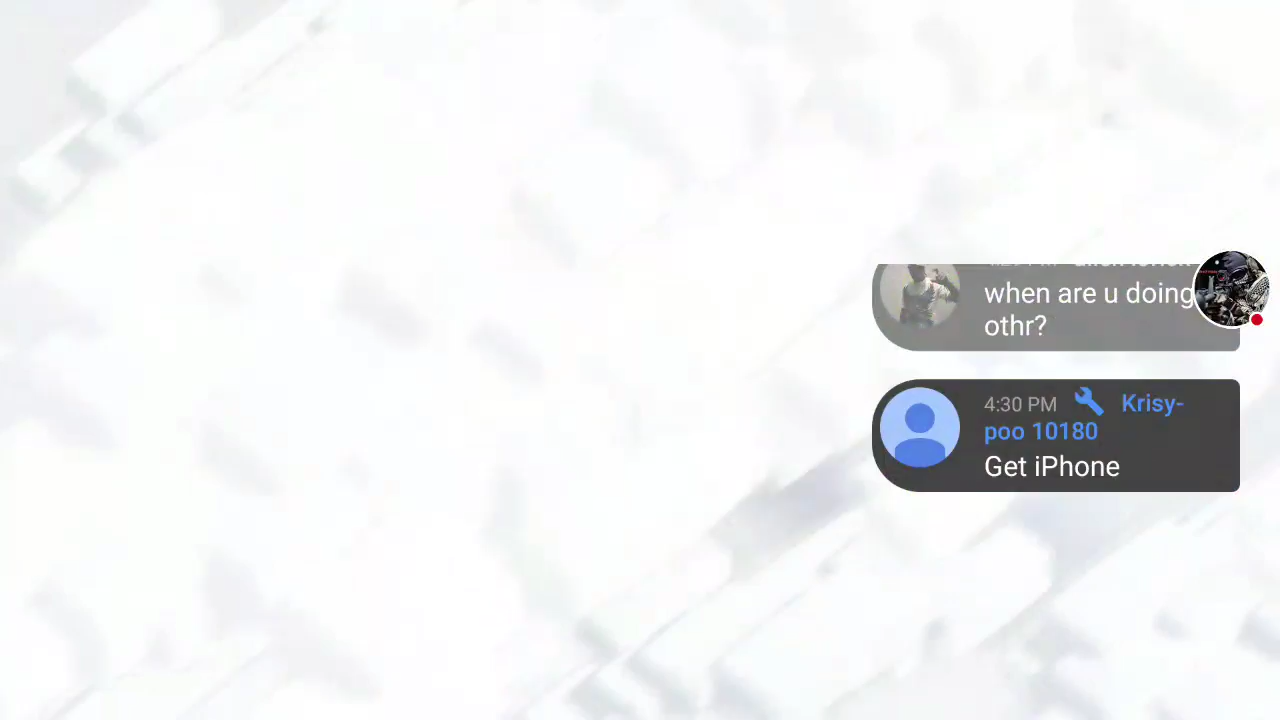 when are u doing
othr?
4:30 PM Krisy-
poo 10180
Get iPhone